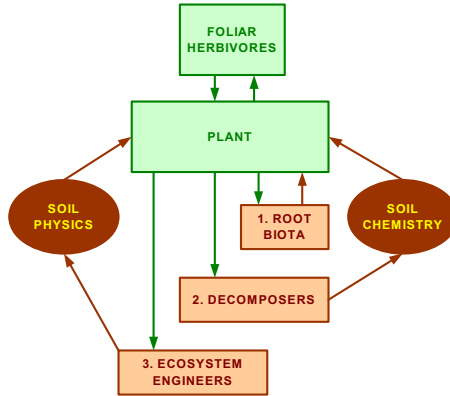 FOLIAR
HERBIVORES
PLANT
SOIL
PHYSICS
SOIL
CHEMISTRY
1. ROOT
BIOTA
2. DECOMPOSERS
3. ECOSYSTEM
ENGINEERS